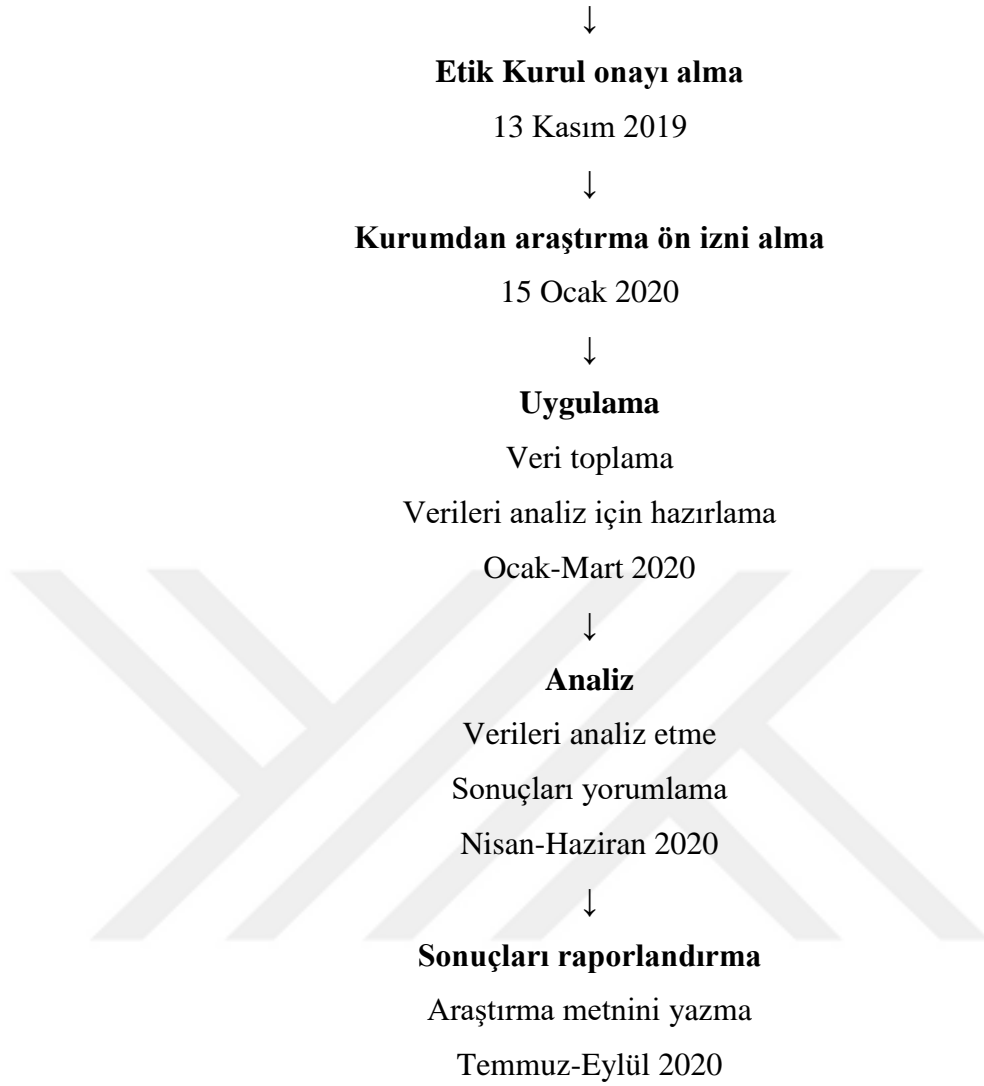 ↓
Etik Kurul onayı alma
13 Kasım 2019
↓
Kurumdan araştırma ön izni alma
15 Ocak 2020
↓
Uygulama
Veri toplama
Verileri analiz için hazırlama
Ocak-Mart 2020
↓
Analiz
Verileri analiz etme
Sonuçları yorumlama
Nisan-Haziran 2020
↓
Sonuçları raporlandırma
Araştırma metnini yazma
Temmuz-Eylül 2020